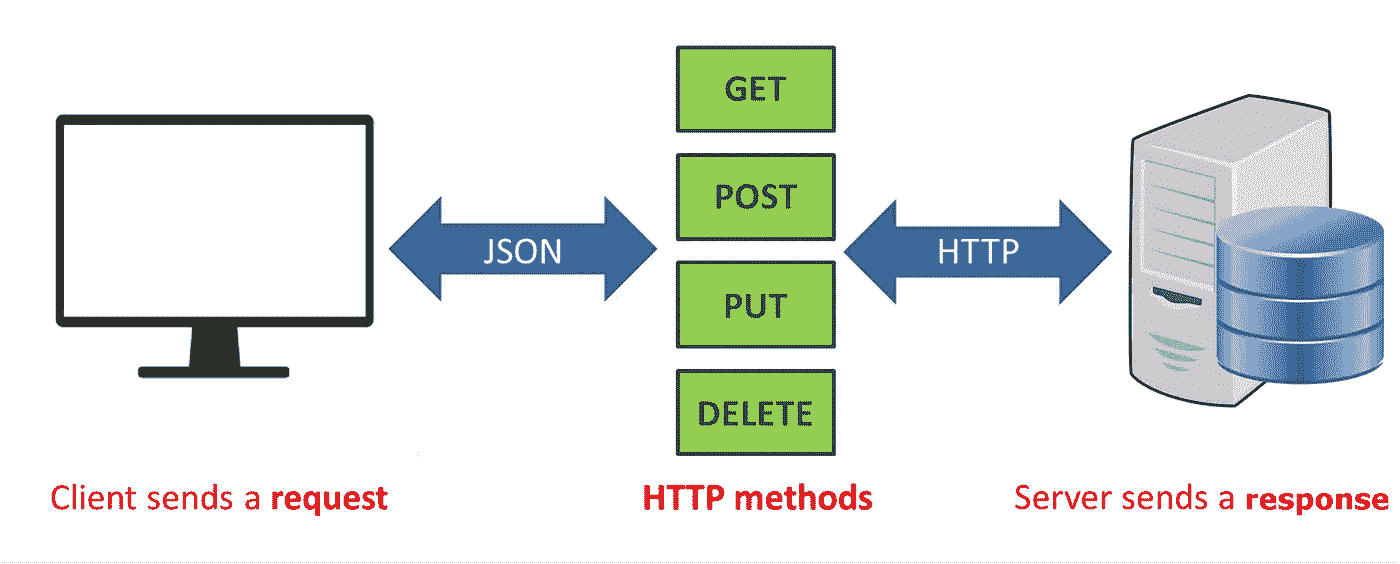 GET
POST
JSON
HTTP
PUT
DELETE
Client sends a request
HTTP methods
Server sends a response